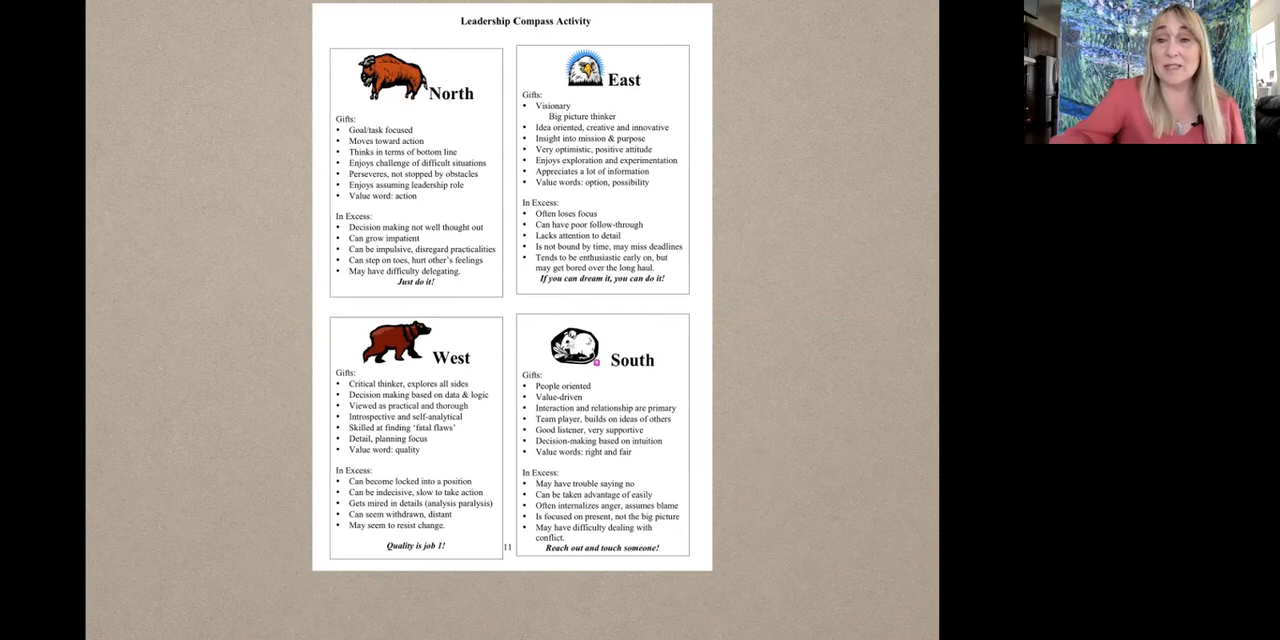 Leadership Compass Activity
North
Gifts:
• Goal/task focused
• Moves toward action
• Thinks in terms of bottom line
• Enjoys challenge of difficult situations
• Perseveres, not stopped by obstacles
• Enjoys assuming leadership role
• Value word: action
In Excess:
• Decision making not well thought out
• Can grow impatient
• Can be impulsive, disregard practicalities
• Can step on toes, hurt other's feelings
• May have difficulty delegating.
Just do it!
East
Gifts:
• Visionary
Big picture thinker
• Idea oriented, creative and innovative
• Insight into mission & purpose
• Very optimistic, positive attitude
• Enjoys exploration and experimentation
• Appreciates a lot of information
• Value words: option, possibility
In Excess:
• Often loses focus
• Can have poor follow-through
• Lacks attention to detail
• Is not bound by time, may miss deadlines
• Tends to be enthusiastic early on, but
may get bored over the long haul.
If you can dream it, you can do it!
West
Gifts:
• Critical thinker, explores all sides
• Decision making based on data & logic
• Viewed as practical and thorough
• Introspective and self-analytical
• Skilled at finding 'fatal flaws'
• Detail, planning focus
• Value word: quality
In Excess:
• Can become locked into a position
• Can be indecisive, slow to take action
• Gets mired in details (analysis paralysis)
• Can seem withdrawn, distant
• May seem to resist change.
Quality is job 1!
South
Gifts:
• People oriented
• Value-driven
• Interaction and relationship are primary
• Team player, builds on ideas of others
• Good listener, very supportive
• Decision-making based on intuition
• Value words: right and fair
In Excess:
• May have trouble saying no
• Can be taken advantage of easily
• Often internalizes anger, assumes blame
• Is focused on present, not the big picture
• May have difficulty dealing with
conflict.
Reach out and touch someone!
11